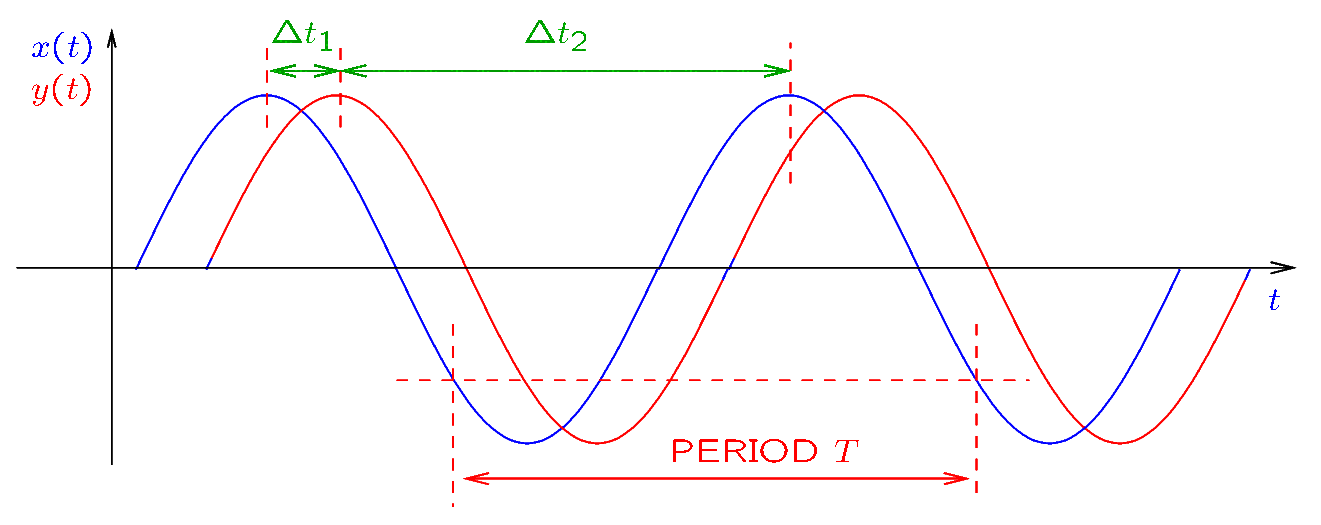 x(t)
y(t)
Δt₁
Δt₂
t
PERIOD T